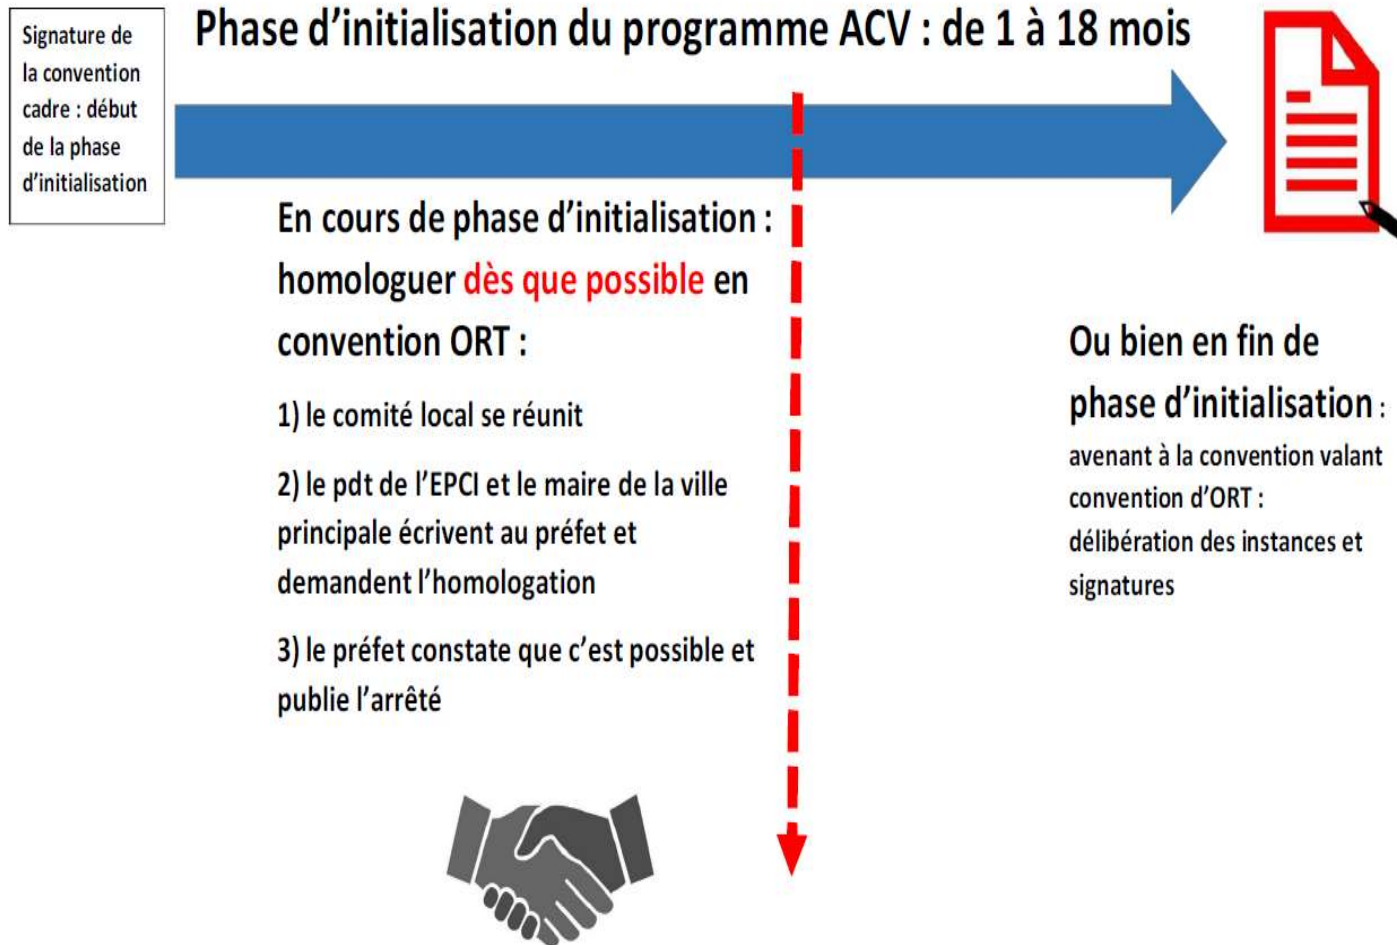 Signature de
la convention
cadre : début
de la phase
d’initialisation
Phase d’initialisation du programme ACV : de 1 à 18 mois
En cours de phase d’initialisation :
homologuer dès que possible en
convention ORT :
1) le comité local se réunit
2) le pdt de l’EPCI et le maire de la ville
principale écrivent au préfet et
demandent l’homologation
3) le préfet constate que c’est possible et
publie l’arrêté
Ou bien en fin de
phase d’initialisation :
avenant à la convention valant
convention d’ORT :
délibération des instances et
signatures